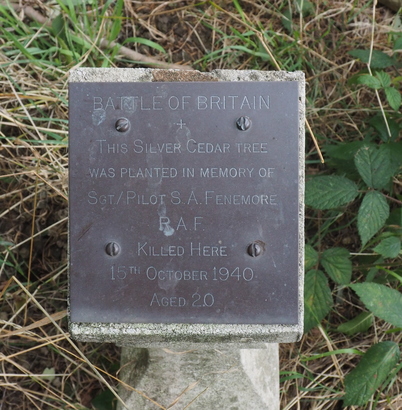 BATTLE OF BRITAIN
+
THIS SILVER CEDAR TREE
WAS PLANTED IN MEMORY OF
SGT/PILOT S.A. FENEMORE
R.A.F.
KILLED HERE
15TH OCTOBER 1940
AGED 20